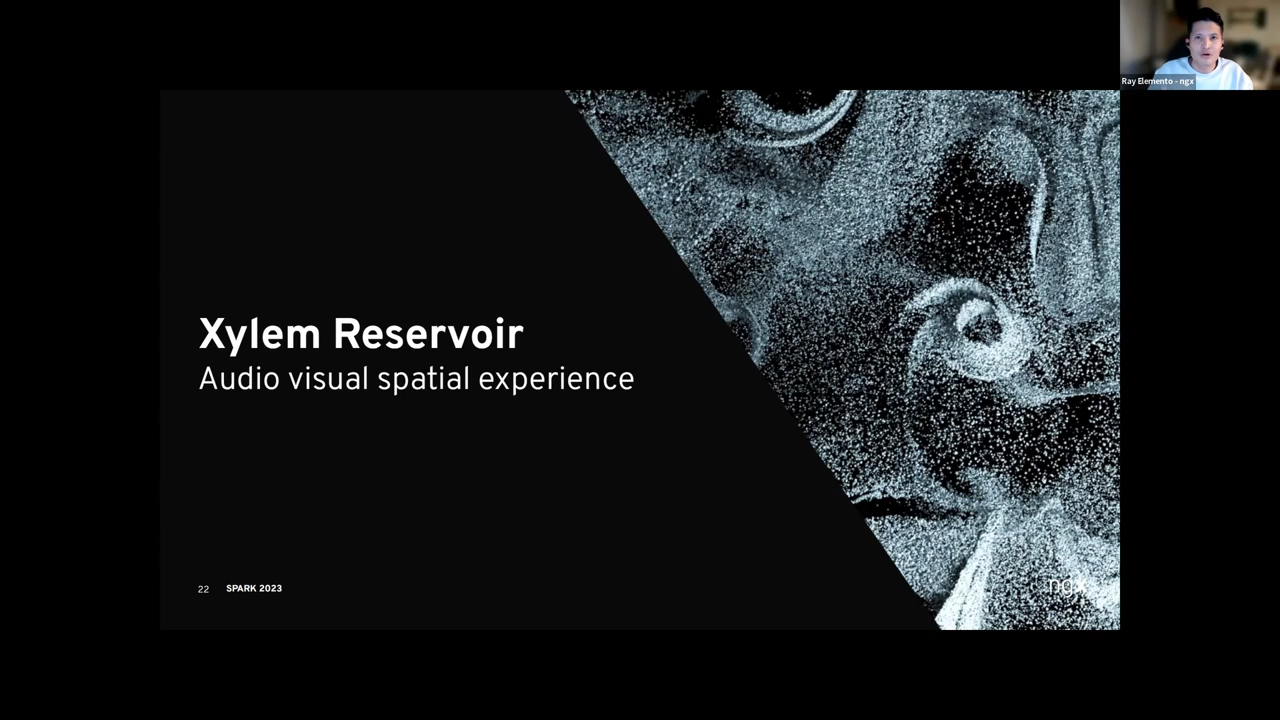 Ray Elemento - ngx
Xylem Reservoir
Audio visual spatial experience
22 SPARK 2023
ngx